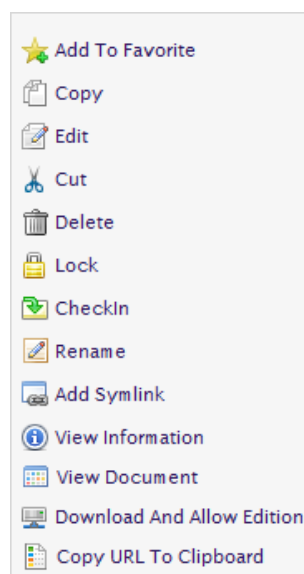 Add To Favorite
Copy
Edit
Cut
Delete
Lock
CheckIn
Rename
Add Symlink
View Information
View Document
Download And Allow Edition
Copy URL To Clipboard